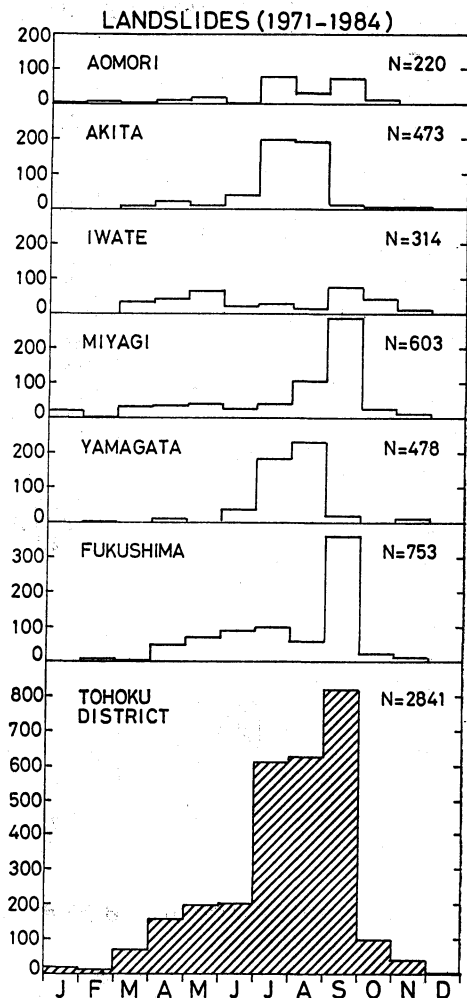 LANDSLIDES (1971-1984)
200
100
0
AOMORI
N=220
200
100
0
AKITA
N=473
200
100
0
IWATE
N=314
200
100
0
MIYAGI
N=603
200
100
0
YAMAGATA
N=478
300
200
100
0
FUKUSHIMA
N=753
800
700
600
500
400
300
200
100
0
TOHOKU
DISTRICT
N=2841
J F M A M J J A S O N D